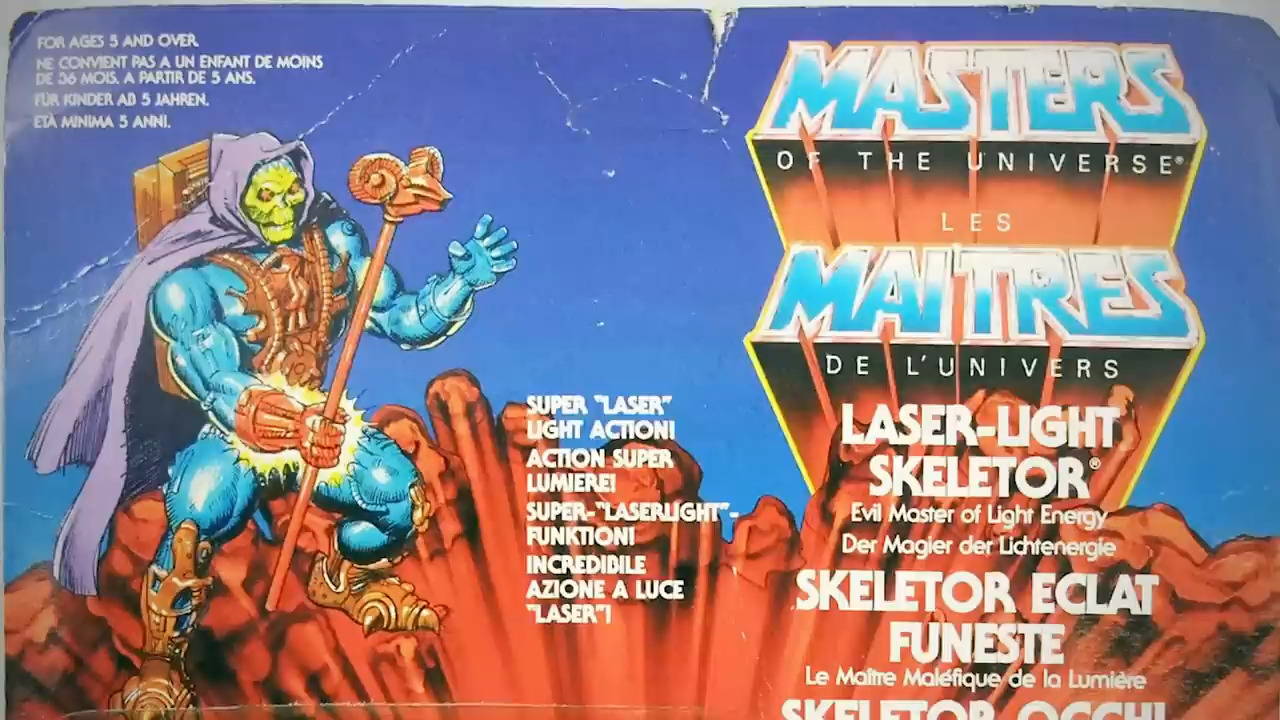 FOR AGES 5 AND OVER.
NE CONVIENT PAS A UN ENFANT DE MOINS
DE 36 MOIS. A PARTIR DE 5 ANS.
FÜR KINDER AB 5 JAHREN.
ETÀ MINIMA 5 ANNI.
MASTERS
OF THE UNIVERSE®
LES
MAITRES
DE L'UNIVERS
SUPER "LASER"
LIGHT ACTION!
ACTION SUPER
LUMIERE!
SUPER-"LASERLIGHT"-
FUNKTION!
INCREDIBILE
AZIONE A LUCE
"LASER"!
LASER-LIGHT
SKELETOR®
Evil Master of Light Energy
Der Magier der Lichtenergie
SKELETOR ECLAT
FUNESTE
Le Maître Maléfique de la Lumière
SKELETOR OCCHI